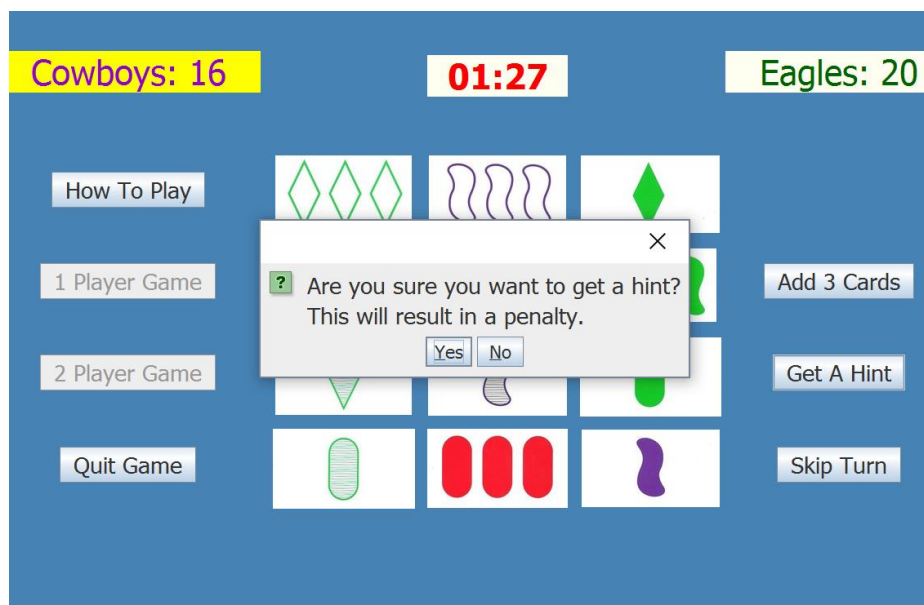 Cowboys: 16
01:27
Eagles: 20
How To Play
1 Player Game
? Are you sure you want to get a hint?
This will result in a penalty.
Add 3 Cards
2 Player Game
Yes
No
Get A Hint
Quit Game
Skip Turn